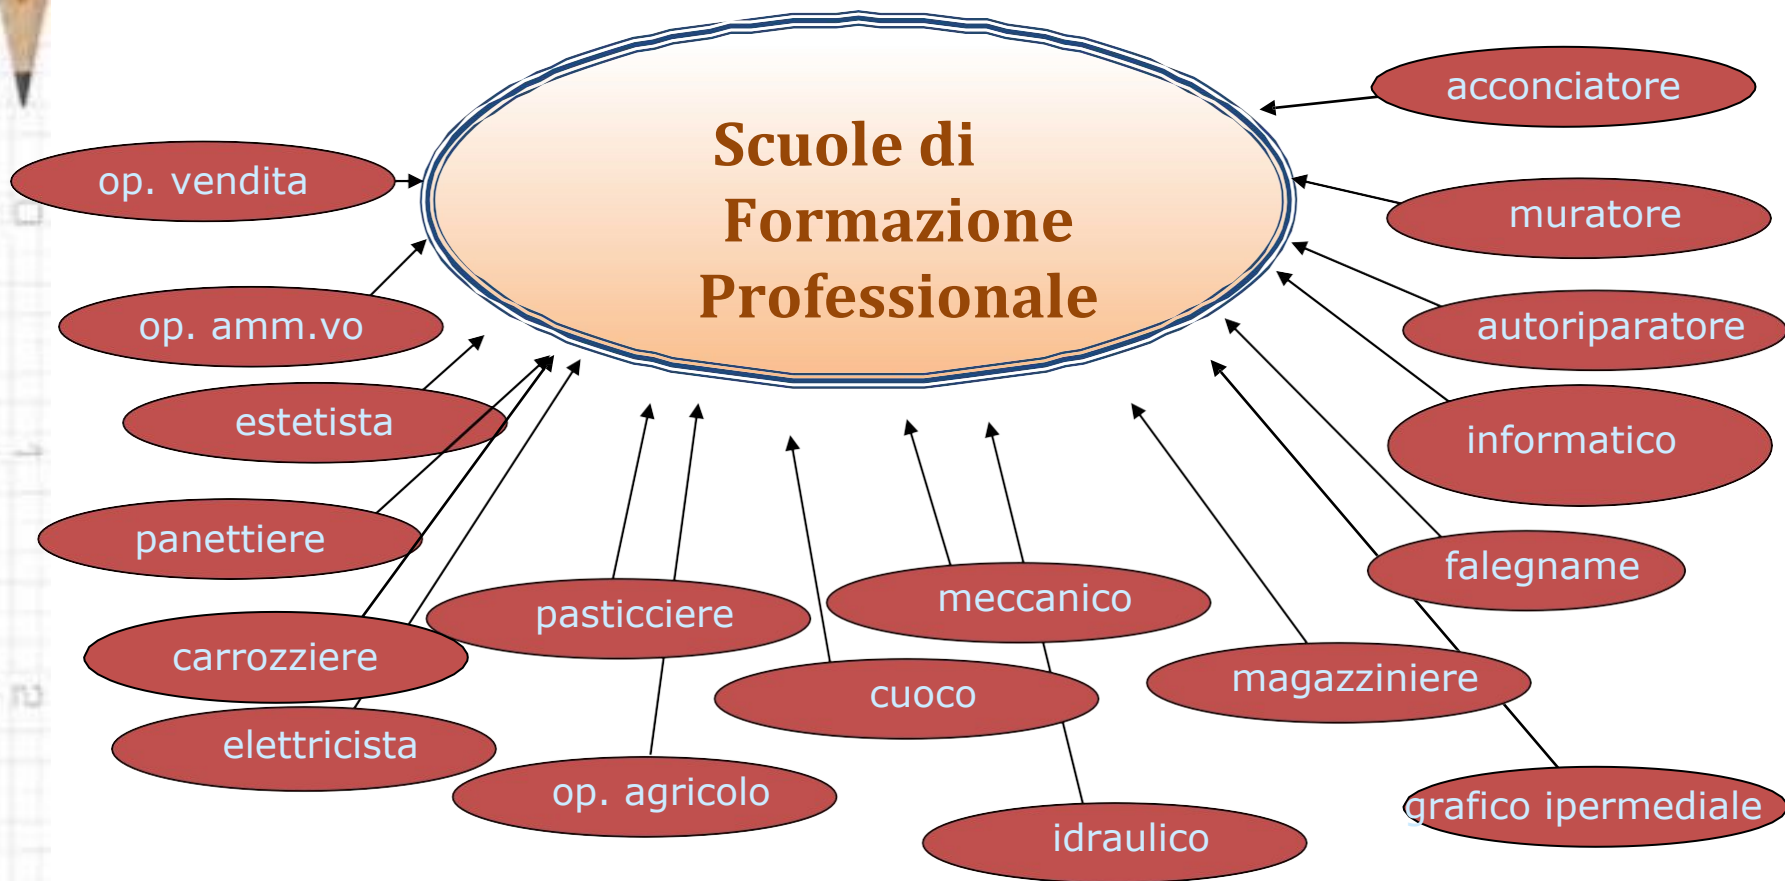 Scuole di
Formazione
Professionale
acconciatore
op. vendita
muratore
op. amm.vo
autoriparatore
estetista
informatico
panettiere
falegname
pasticciere
meccanico
carrozziere
cuoco
magazziniere
elettricista
op. agricolo
idraulico
grafico ipermediale